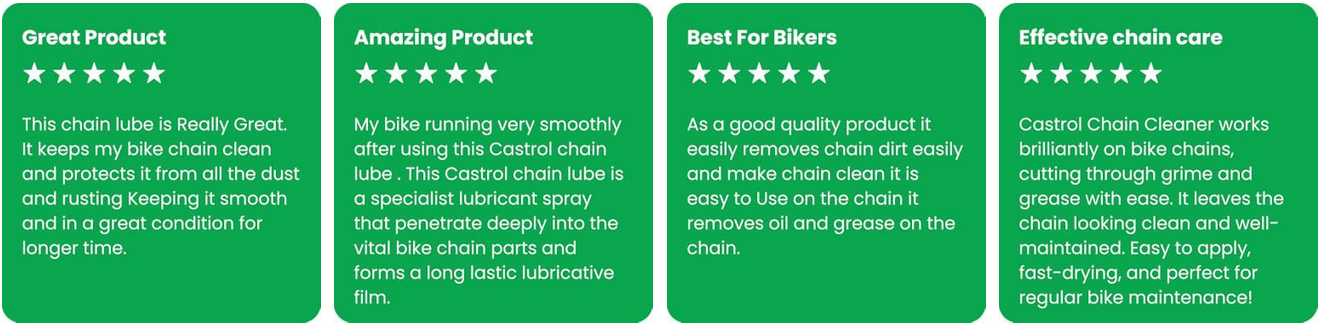 Great Product
This chain lube is Really Great.
It keeps my bike chain clean
and protects it from all the dust
and rusting Keeping it smooth
and in a great condition for
longer time.
Amazing Product
My bike running very smoothly
after using this Castrol chain
lube . This Castrol chain lube is
a specialist lubricant spray
that penetrate deeply into the
vital bike chain parts and
forms a long lastic lubricative
film.
Best For Bikers
As a good quality product it
easily removes chain dirt easily
and make chain clean it is
easy to Use on the chain it
removes oil and grease on the
chain.
Effective chain care
Castrol Chain Cleaner works
brilliantly on bike chains,
cutting through grime and
grease with ease. It leaves the
chain looking clean and well-
maintained. Easy to apply,
fast-drying, and perfect for
regular bike maintenance!